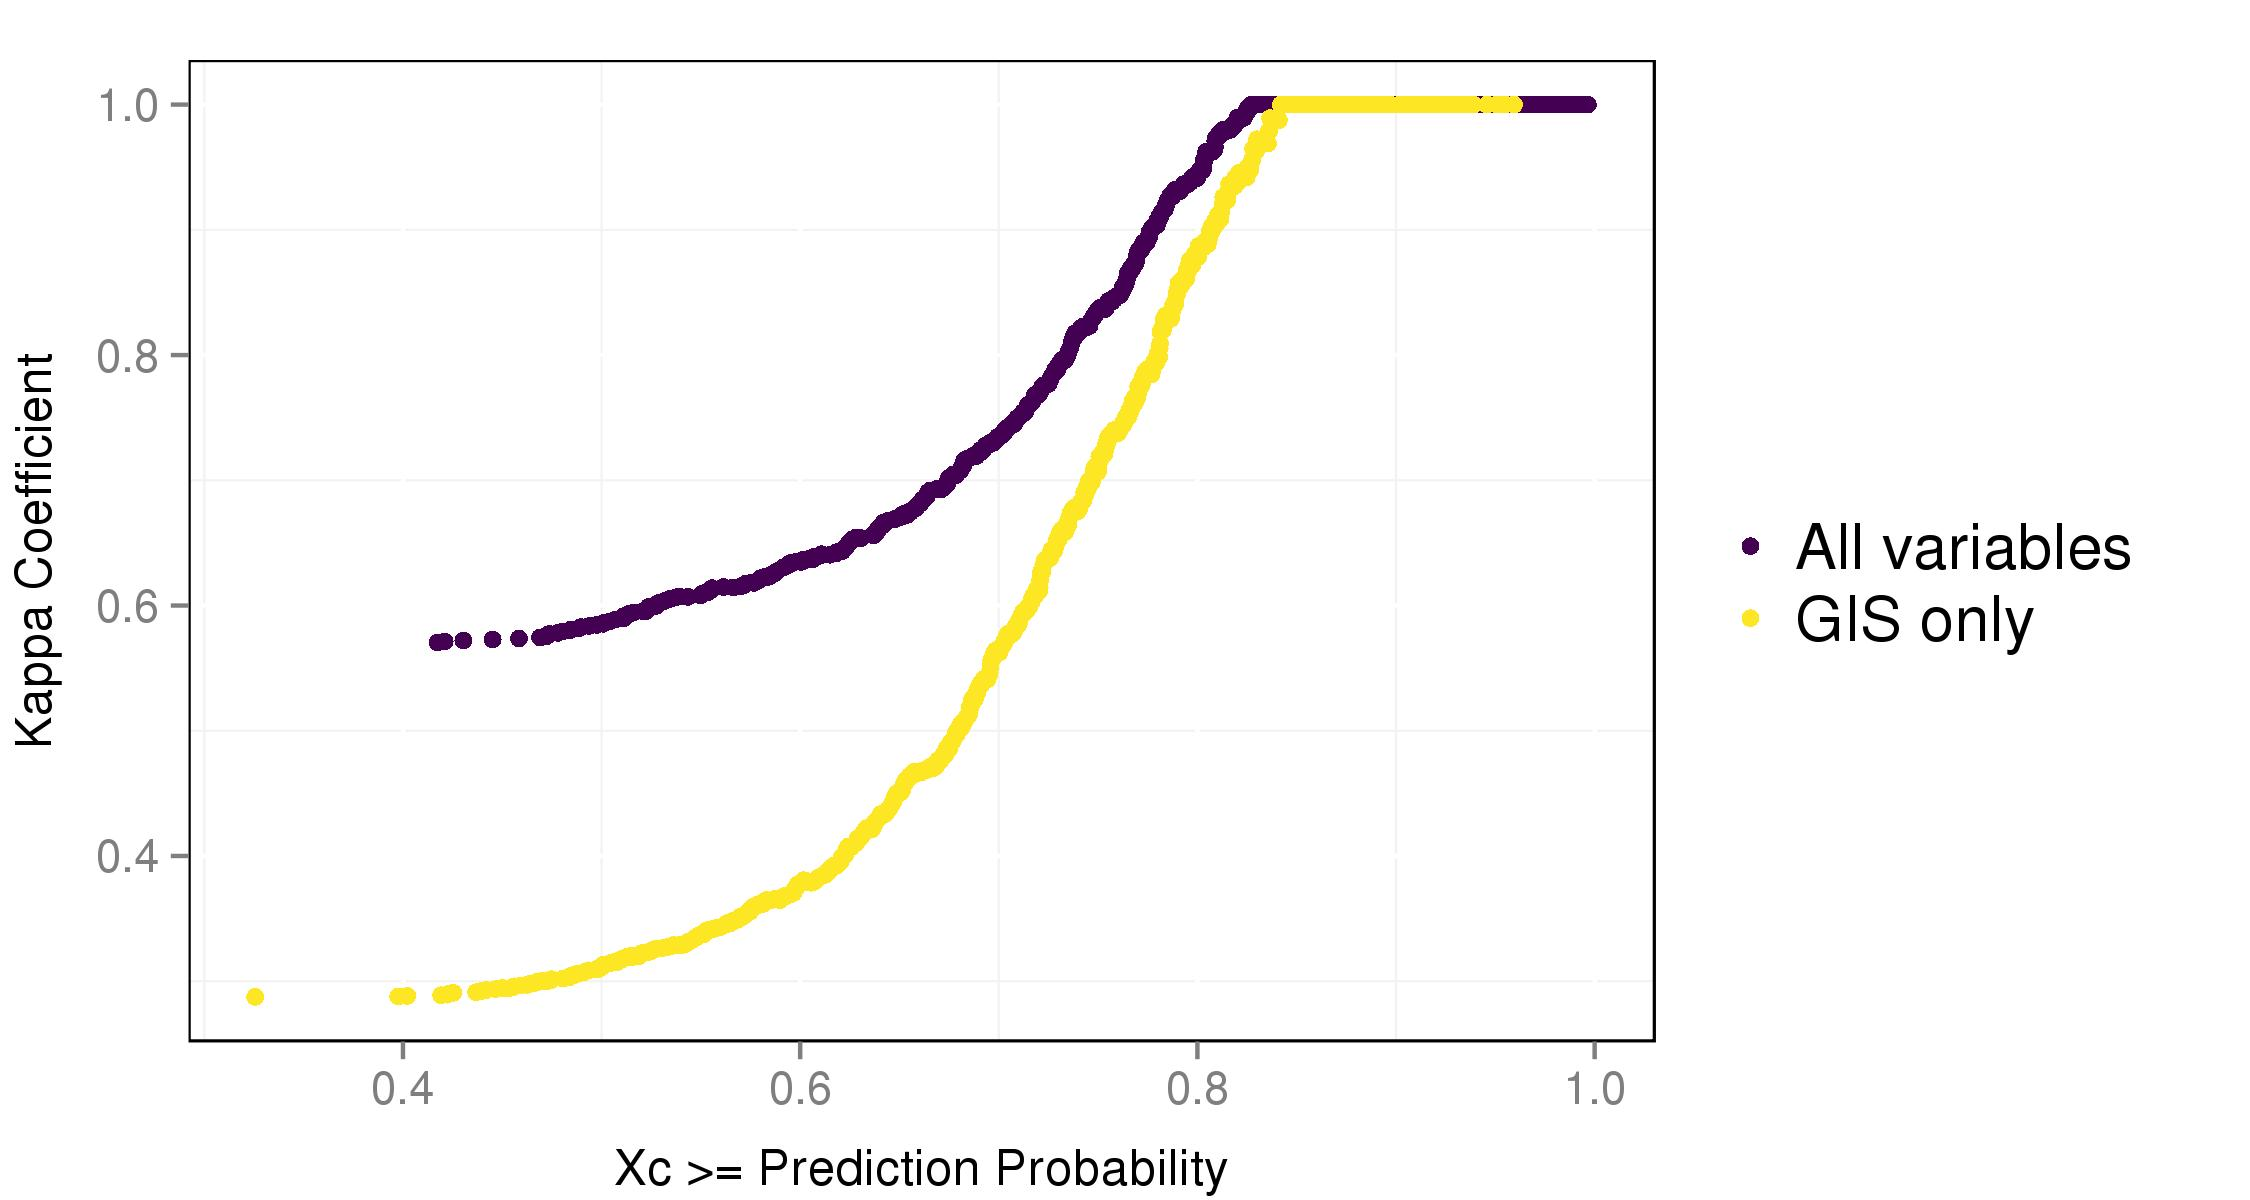 1.0
0.8
0.6
0.4
Kappa Coefficient
0.4 0.6 0.8 1.0
Xc >= Prediction Probability
All variables
GIS only